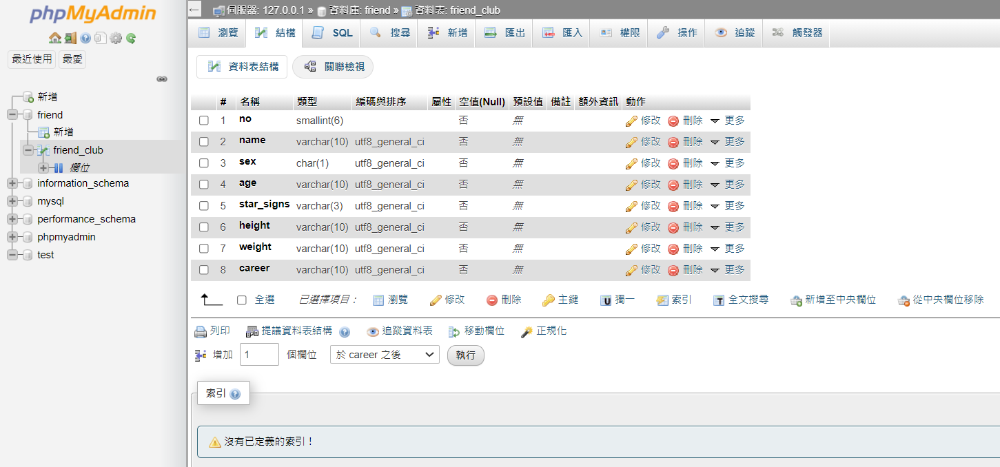 phpMyAdmin
最近使用 最愛
新增
friend
新增
friend_club
欄位
information_schema
mysql
performance_schema
phpmyadmin
test
伺服器: 127.0.0.1 » 資料庫: friend » 資料表: friend_club
瀏覽 結構 SQL 搜尋 新增 匯出 匯入 權限 操作 追蹤 觸發器
資料表結構 關聯檢視
# 名稱 類型 編碼與排序 屬性 空值(Null) 預設值 備註 額外資訊 動作
1 no smallint(6) 否 無 修改 刪除 更多
2 name varchar(10) utf8_general_ci 否 無 修改 刪除 更多
3 sex char(1) utf8_general_ci 否 無 修改 刪除 更多
4 age varchar(10) utf8_general_ci 否 無 修改 刪除 更多
5 star_signs varchar(3) utf8_general_ci 否 無 修改 刪除 更多
6 height varchar(10) utf8_general_ci 否 無 修改 刪除 更多
7 weight varchar(10) utf8_general_ci 否 無 修改 刪除 更多
8 career varchar(10) utf8_general_ci 否 無 修改 刪除 更多
全選 已選擇項目： 瀏覽 修改 刪除 主鍵 獨一 索引 全文搜尋 新增至中央欄位 從中央欄位移除
列印 提議資料表結構 追蹤資料表 移動欄位 正規化
增加 1 個欄位 於 career 之後 執行
索引
沒有已定義的索引！